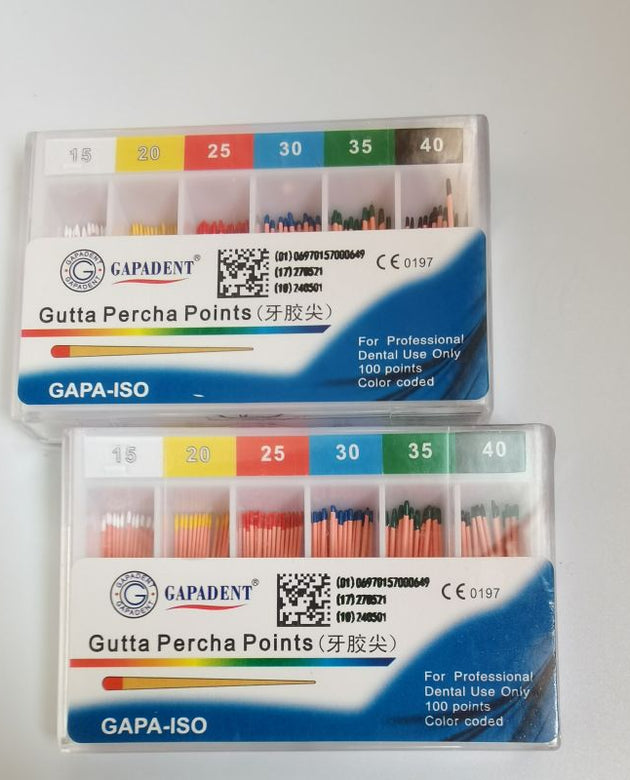 15 20 25 30 35 40
GAPADENT GAPADENT
G
GAPADENT®
(01) 06970157000649
(17) 270521
(10) 240501
CE 0197
Gutta Percha Points (牙胶尖)
For Professional
Dental Use Only
100 points
Color coded
GAPA-ISO
15 20 25 30 35 40
GAPADENT GAPADENT
G
GAPADENT®
(01) 06970157000649
(17) 270521
(10) 240501
CE 0197
Gutta Percha Points (牙胶尖)
For Professional
Dental Use Only
100 points
Color coded
GAPA-ISO